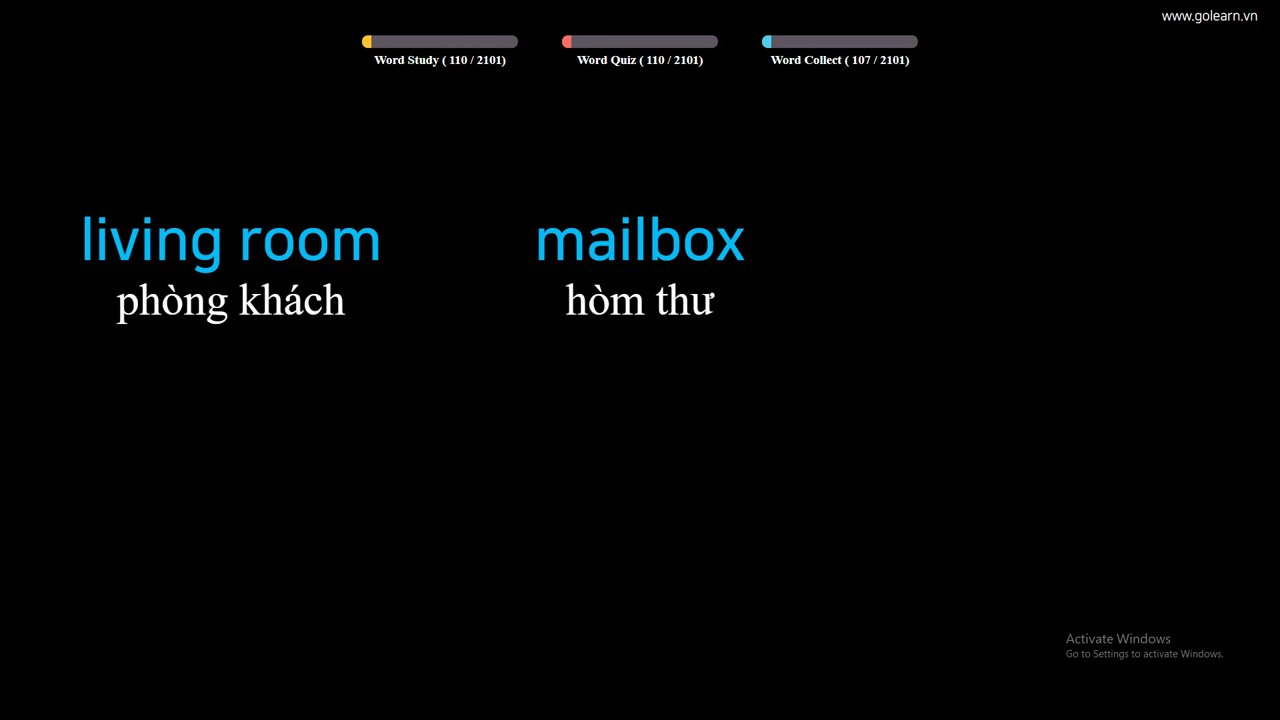 www.golearn.vn
Word Study ( 110 / 2101)
Word Quiz ( 110 / 2101)
Word Collect ( 107 / 2101)
living room
phòng khách
mailbox
hòm thư
Activate Windows
Go to Settings to activate Windows.